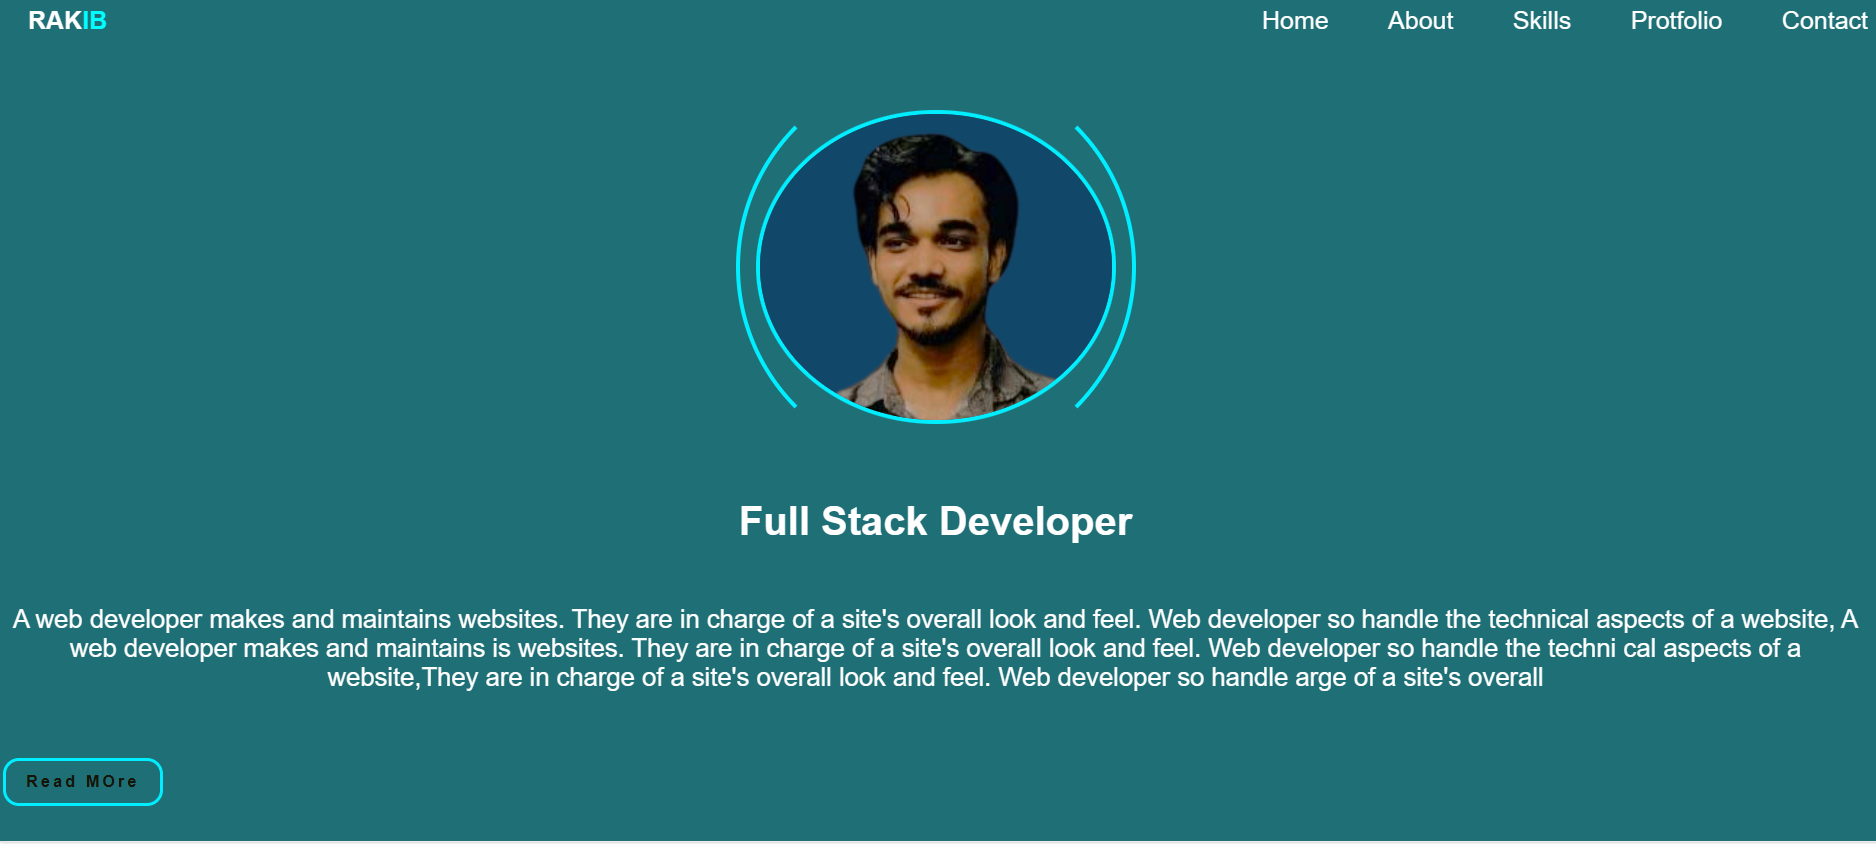 RAKIB Home About Skills Protfolio Contact
Full Stack Developer
A web developer makes and maintains websites. They are in charge of a site's overall look and feel. Web developer so handle the technical aspects of a website, A
web developer makes and maintains is websites. They are in charge of a site's overall look and feel. Web developer so handle the techni cal aspects of a
website,They are in charge of a site's overall look and feel. Web developer so handle arge of a site's overall
Read MOre